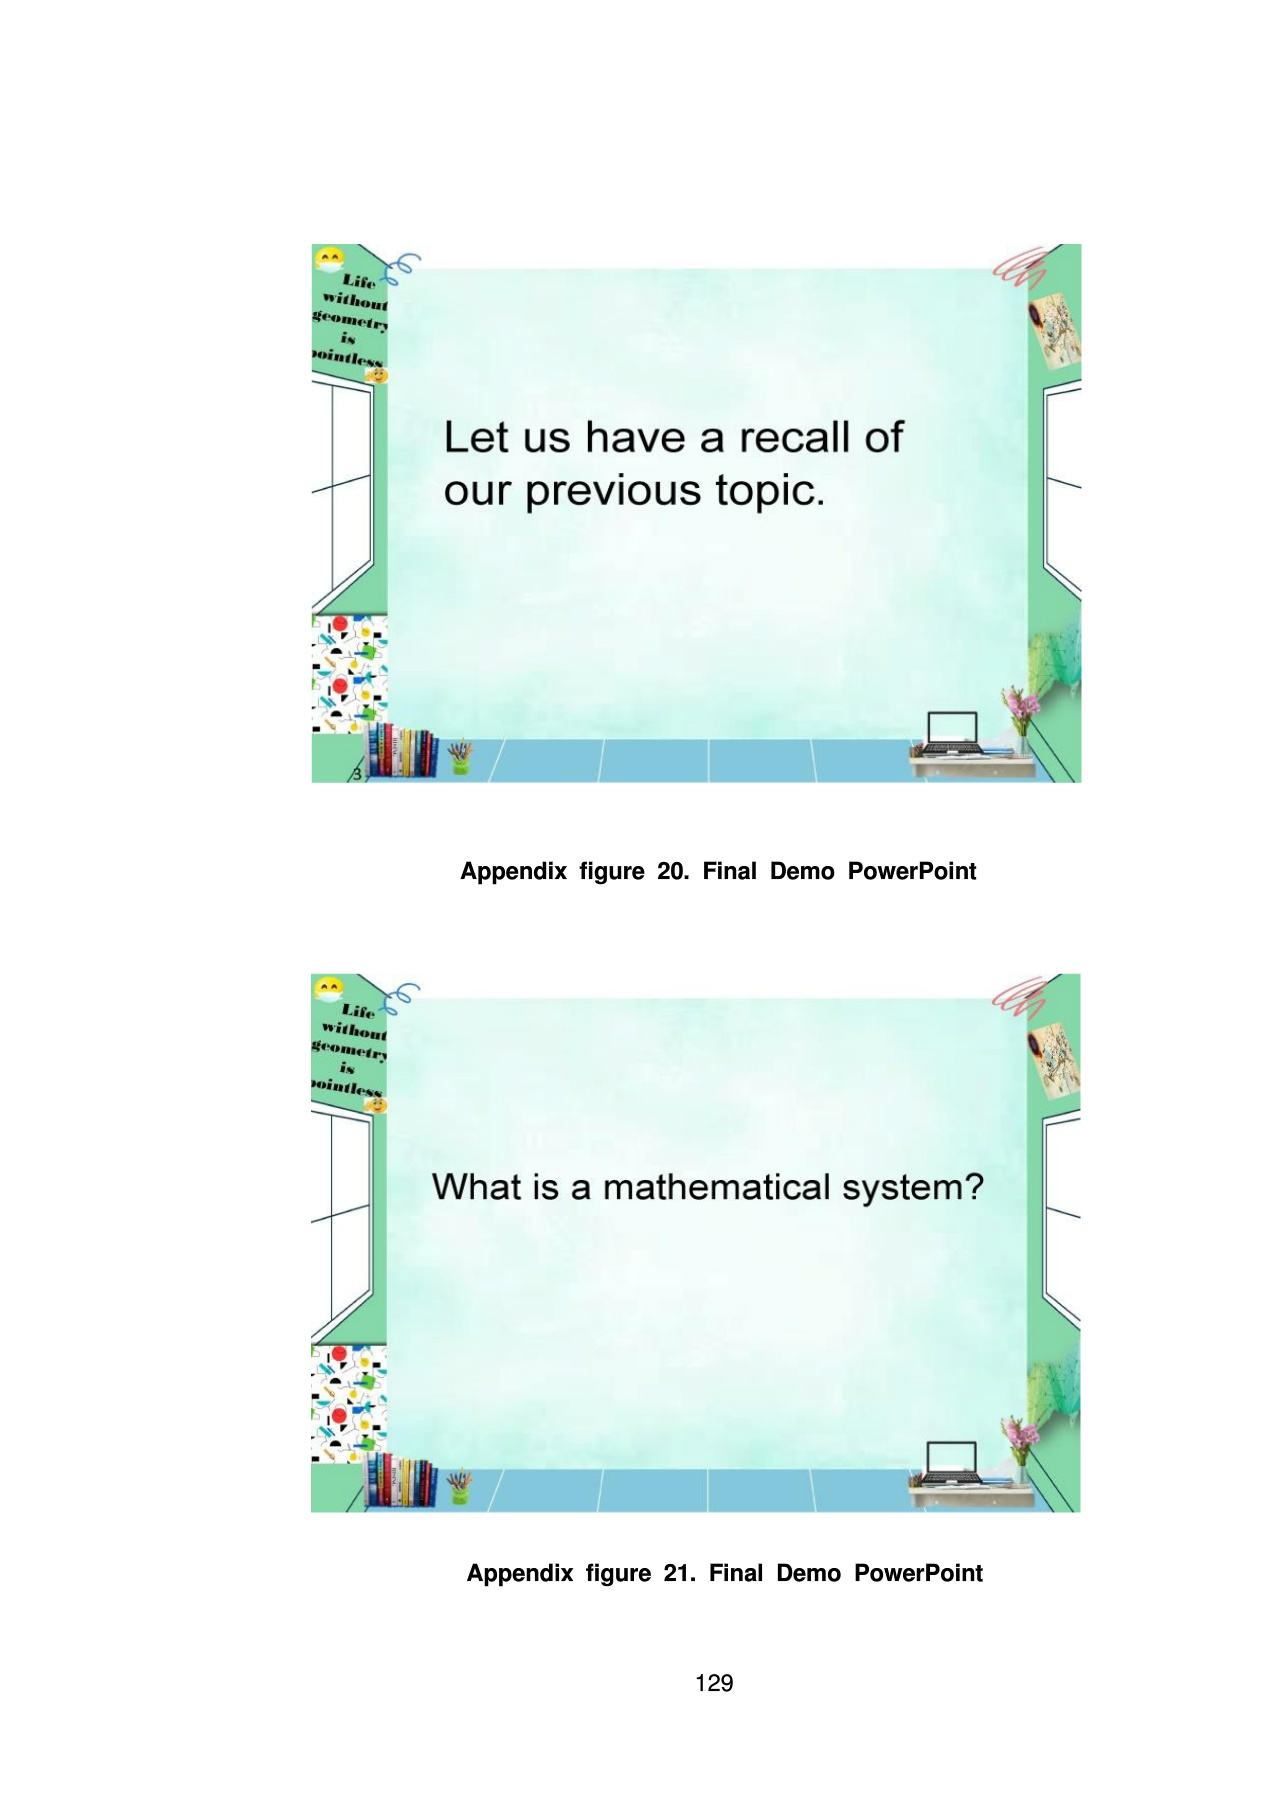 Life
without
geometry
is
pointless
Let us have a recall of
our previous topic.
3
Appendix figure 20. Final Demo PowerPoint
Life
without
geometry
is
pointless
What is a mathematical system?
Appendix figure 21. Final Demo PowerPoint
129